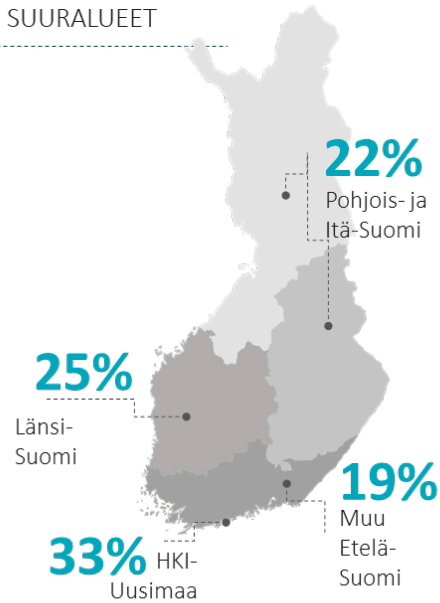 SUURALUEET
22%
Pohjois- ja
Itä-Suomi
25%
Länsi-
Suomi
19%
Muu
Etelä-
Suomi
33% HKI-
Uusimaa